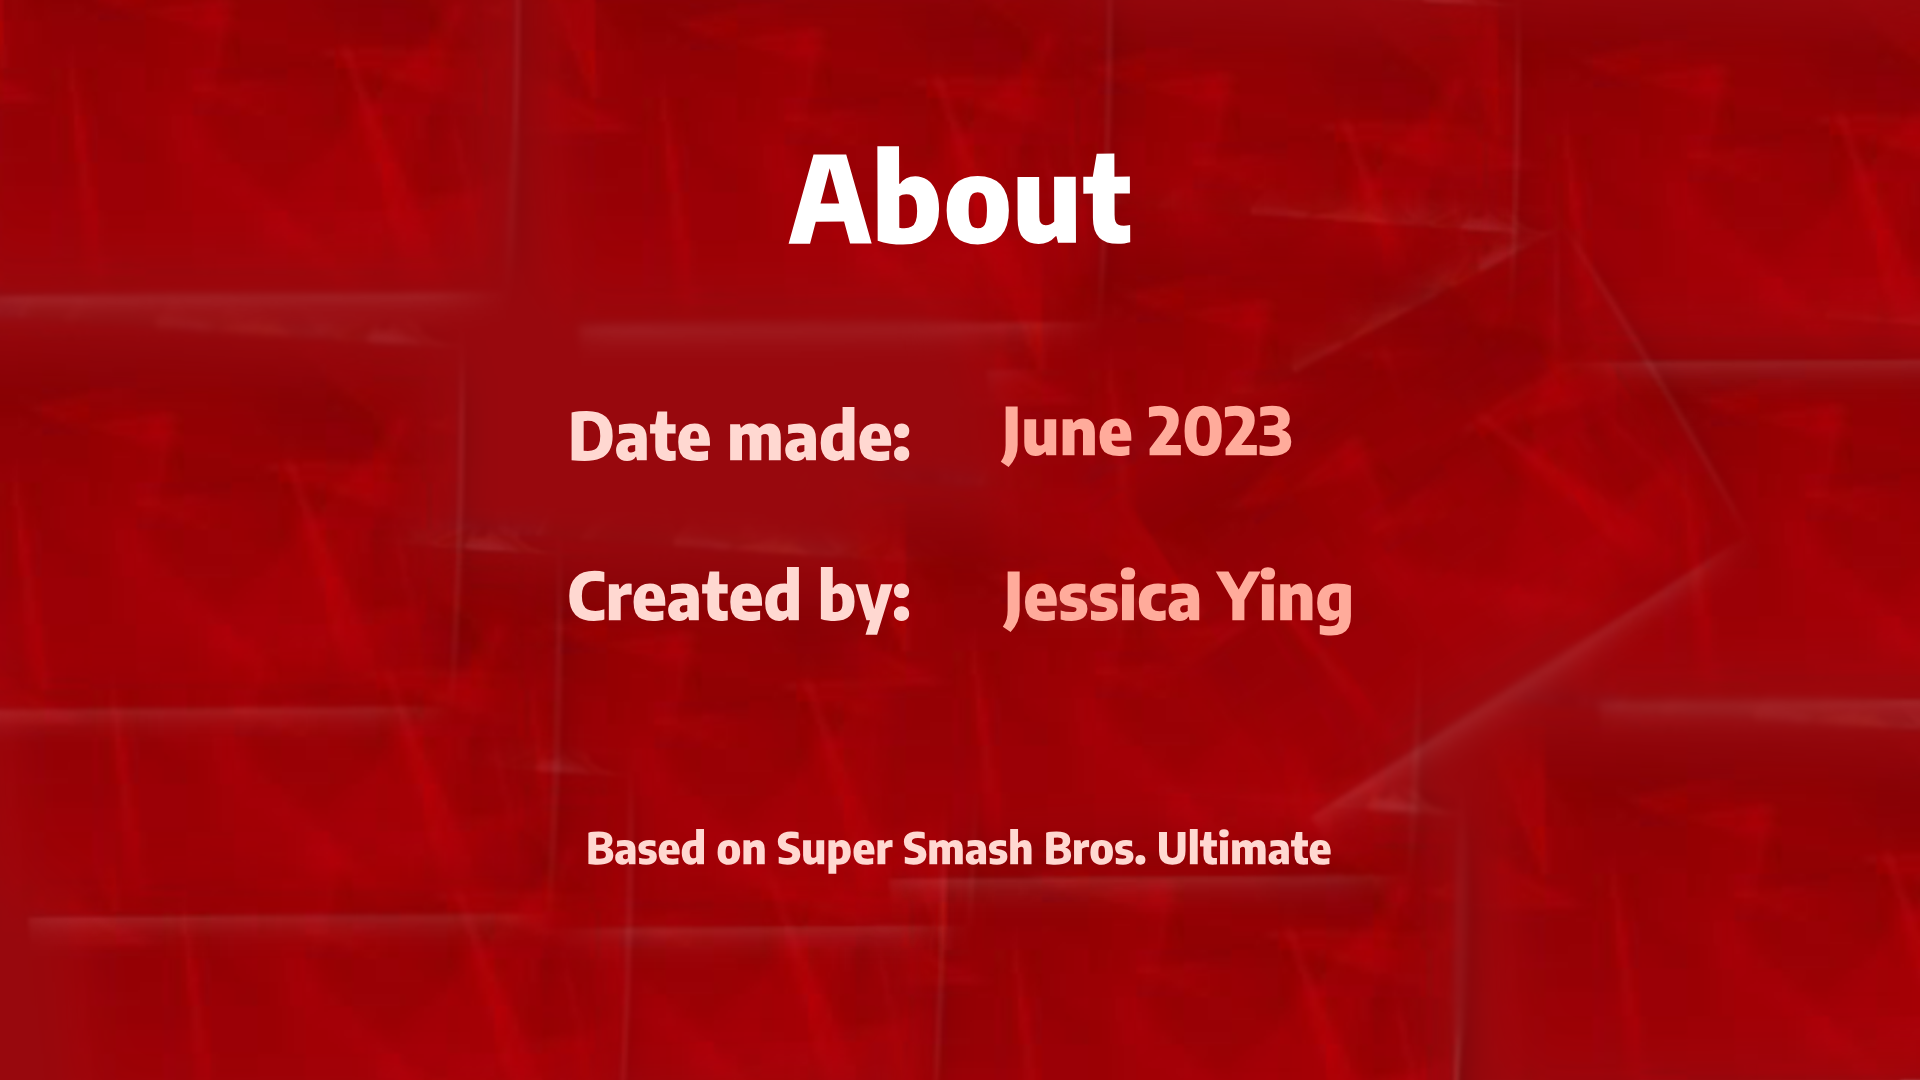 About
Date made: June 2023
Created by: Jessica Ying
Based on Super Smash Bros. Ultimate